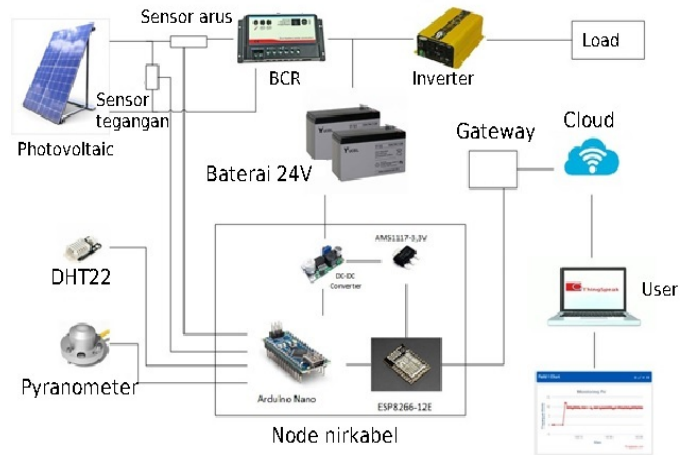 Sensor arus
BCR
Inverter
Load
Photovoltaic
Sensor
tegangan
Baterai 24V
Gateway
Cloud
DHT22
AMS1117-3,3V
DC-DC
Converter
ThingSpeak
User
Pyranometer
Arduino Nano
ESP8266-12E
Node nirkabel